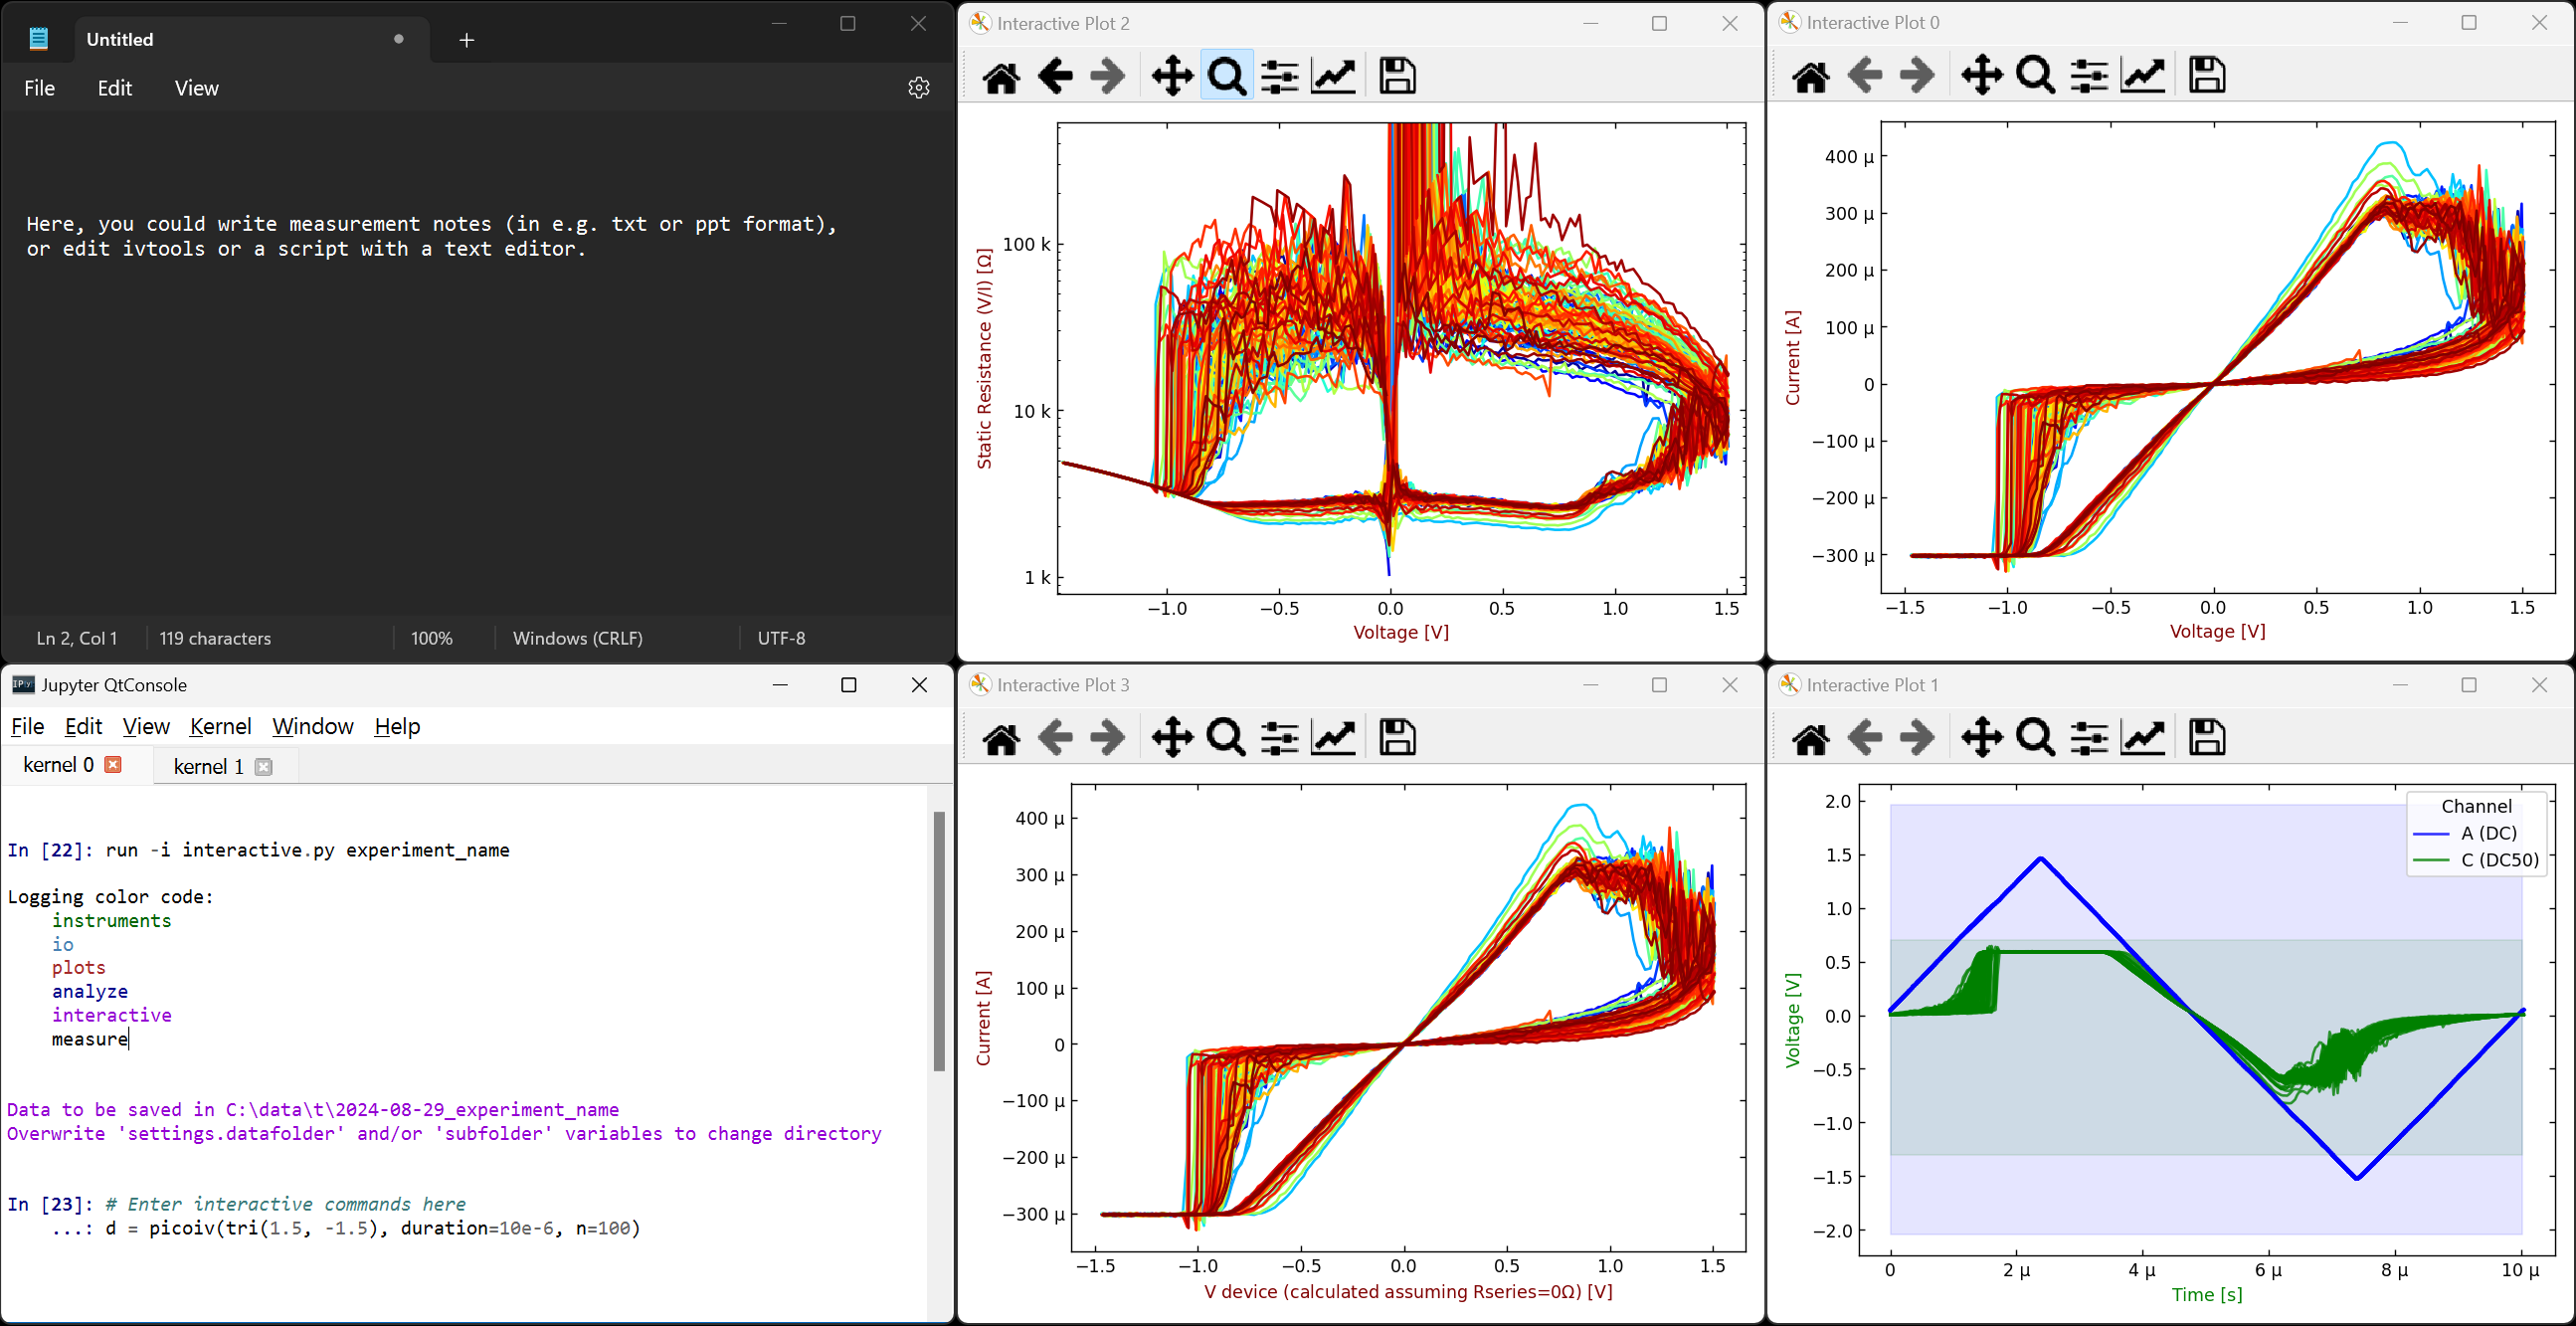 Untitled
File Edit View
Here, you could write measurement notes (in e.g. txt or ppt format),
or edit ivtools or a script with a text editor.
Ln 2, Col 1 119 characters 100% Windows (CRLF) UTF-8
Interactive Plot 2
Static Resistance (V/I) [Ω]
100 k
10 k
1 k
−1.0 −0.5 0.0 0.5 1.0 1.5
Voltage [V]
Interactive Plot 0
Current [A]
400 μ
300 μ
200 μ
100 μ
0
−100 μ
−200 μ
−300 μ
−1.5 −1.0 −0.5 0.0 0.5 1.0 1.5
Voltage [V]
IPy Jupyter QtConsole
File Edit View Kernel Window Help
kernel 0 kernel 1
In [22]: run -i interactive.py experiment_name
Logging color code:
instruments
io
plots
analyze
interactive
measure
Data to be saved in C:\data\t\2024-08-29_experiment_name
Overwrite 'settings.datafolder' and/or 'subfolder' variables to change directory
In [23]: # Enter interactive commands here
...: d = picoiv(tri(1.5, -1.5), duration=10e-6, n=100)
Interactive Plot 3
Current [A]
400 μ
300 μ
200 μ
100 μ
0
−100 μ
−200 μ
−300 μ
−1.5 −1.0 −0.5 0.0 0.5 1.0 1.5
V device (calculated assuming Rseries=0Ω) [V]
Interactive Plot 1
Channel
A (DC)
C (DC50)
Voltage [V]
2.0
1.5
1.0
0.5
0.0
−0.5
−1.0
−1.5
−2.0
0 2 μ 4 μ 6 μ 8 μ 10 μ
Time [s]